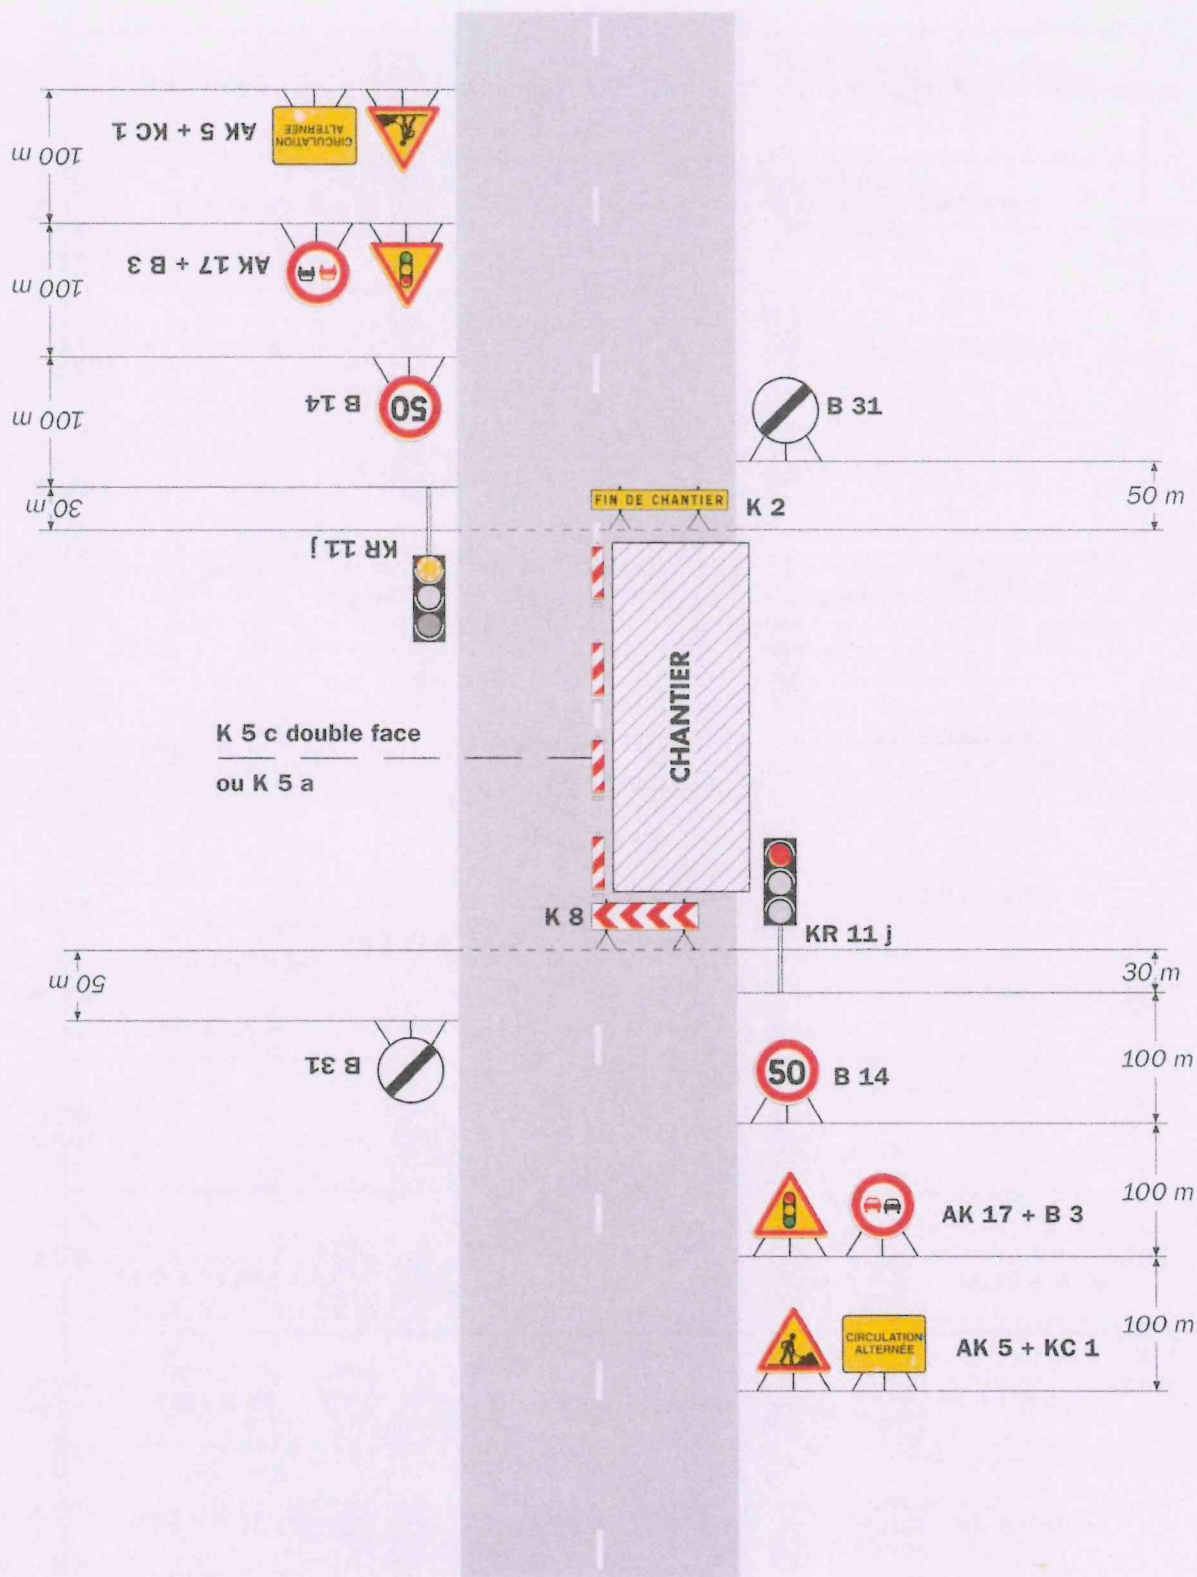 100 m
AK 5 + KC 1
CIRCULATION
ALTERNÉE
100 m
AK 17 + B 3
100 m
B 14
50
30 m
KR 11 j
B 31
50 m
FIN DE CHANTIER
K 2
K 5 c double face
ou K 5 a
CHANTIER
K 8
KR 11 j
50 m
30 m
B 31
50
B 14
100 m
AK 17 + B 3
100 m
CIRCULATION
ALTERNÉE
AK 5 + KC 1
100 m